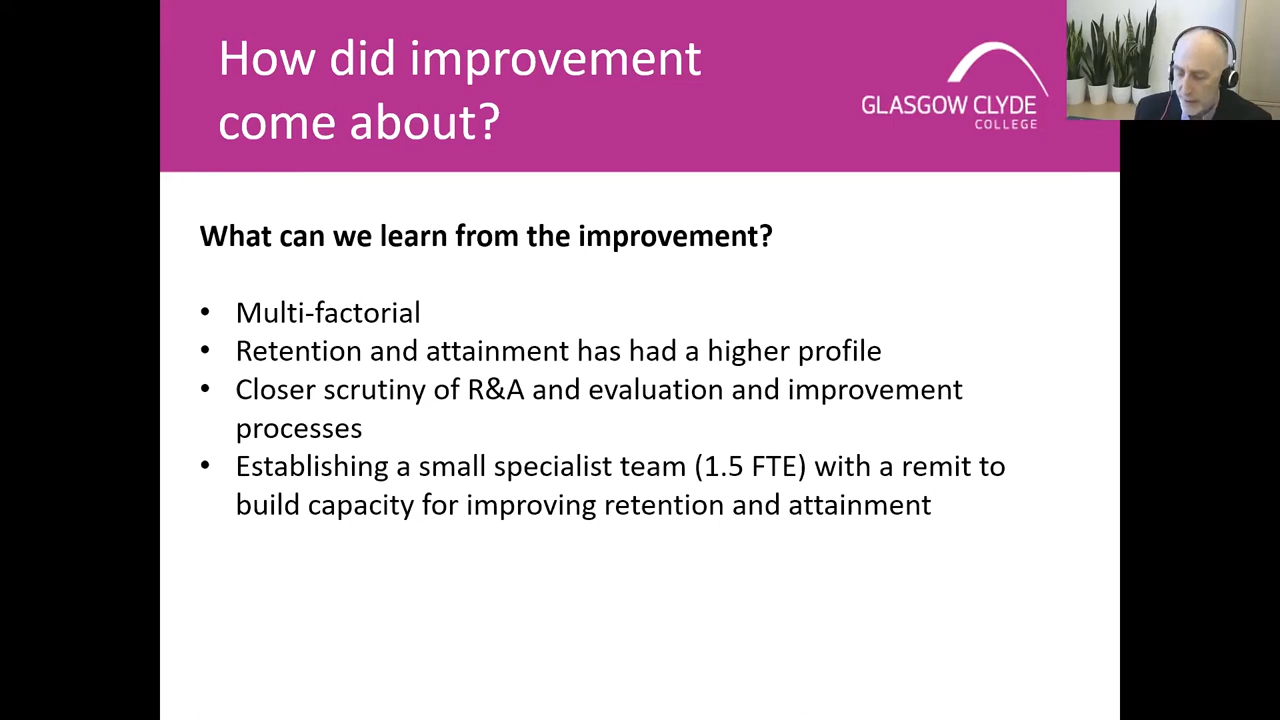 How did improvement
come about?
GLASGOW CLYDE
COLLEGE
What can we learn from the improvement?
• Multi-factorial
• Retention and attainment has had a higher profile
• Closer scrutiny of R&A and evaluation and improvement
processes
• Establishing a small specialist team (1.5 FTE) with a remit to
build capacity for improving retention and attainment